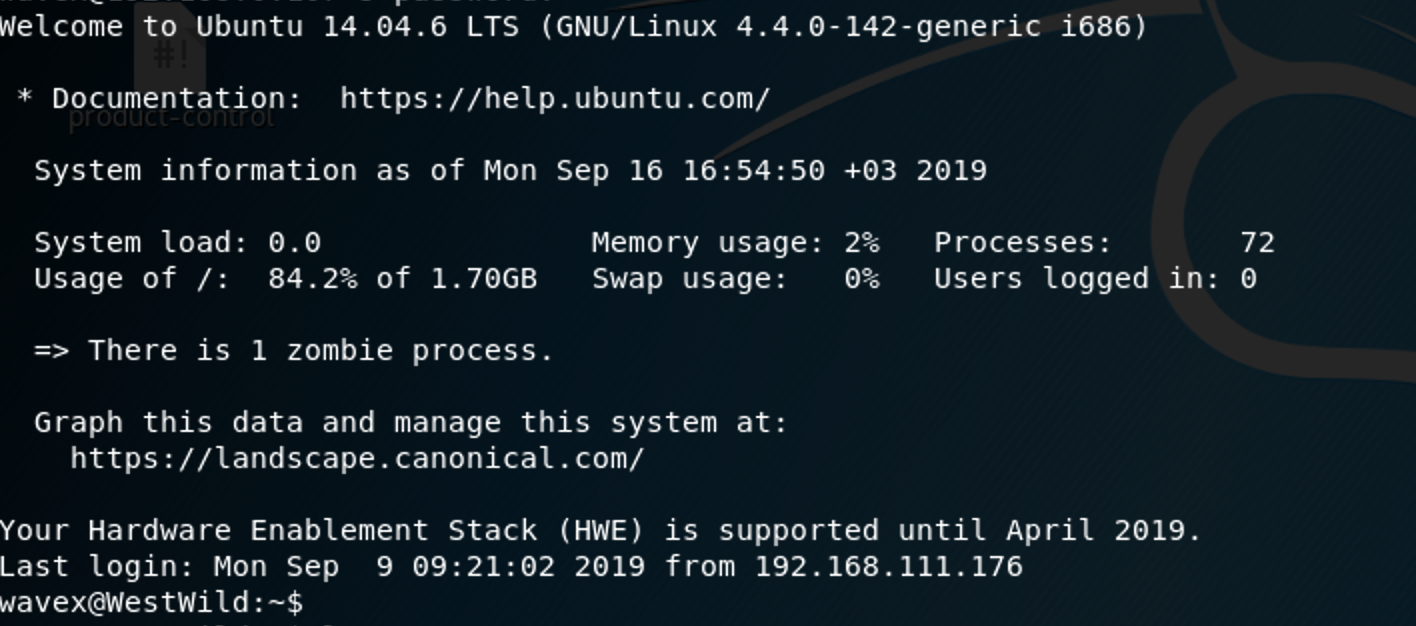 Welcome to Ubuntu 14.04.6 LTS (GNU/Linux 4.4.0-142-generic i686)
#!
* Documentation:  https://help.ubuntu.com/
product-control
System information as of Mon Sep 16 16:54:50 +03 2019
System load: 0.0               Memory usage: 2%   Processes:       72
Usage of /:  84.2% of 1.70GB   Swap usage:   0%   Users logged in: 0
=> There is 1 zombie process.
Graph this data and manage this system at:
https://landscape.canonical.com/
Your Hardware Enablement Stack (HWE) is supported until April 2019.
Last login: Mon Sep  9 09:21:02 2019 from 192.168.111.176
wavex@WestWild:~$